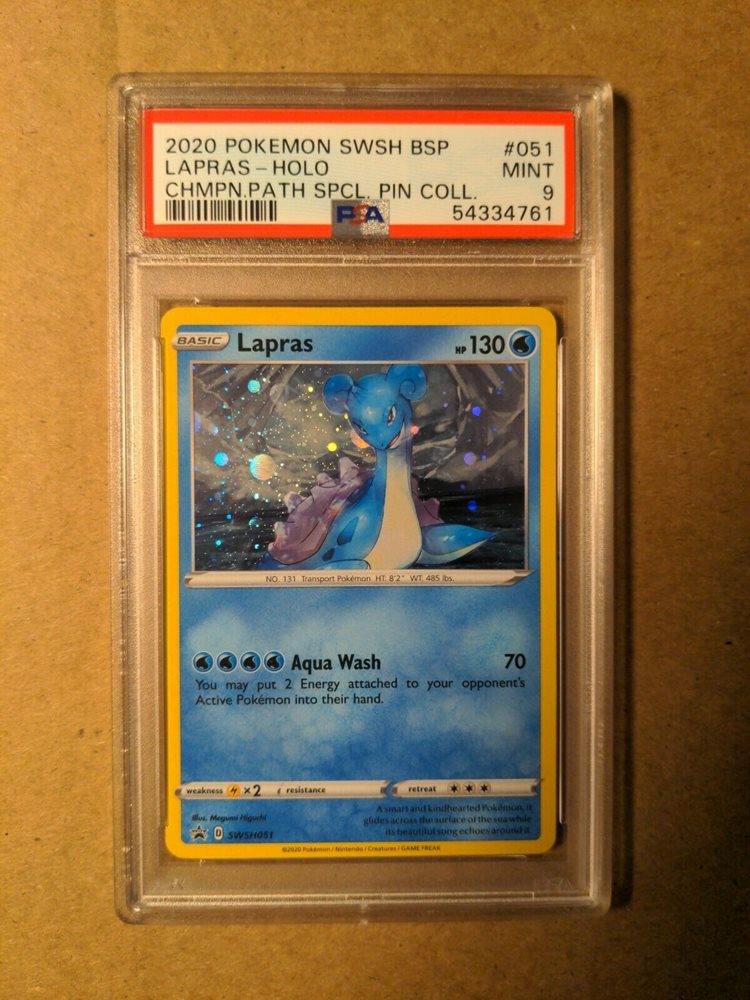 2020 POKEMON SWSH BSP #051
LAPRAS - HOLO MINT
CHMPN.PATH SPCL. PIN COLL. 9
PSA 54334761
BASIC Lapras HP 130
NO. 131 Transport Pokémon HT: 8'2" WT: 485 lbs.
Aqua Wash 70
You may put 2 Energy attached to your opponent's
Active Pokémon into their hand.
weakness ×2 resistance retreat
A smart and kindhearted Pokémon, it
glides across the surface of the sea while
its beautiful song echoes around it.
Illus. Megumi Higuchi
D SWSH051
©2020 Pokémon / Nintendo / Creatures / GAME FREAK